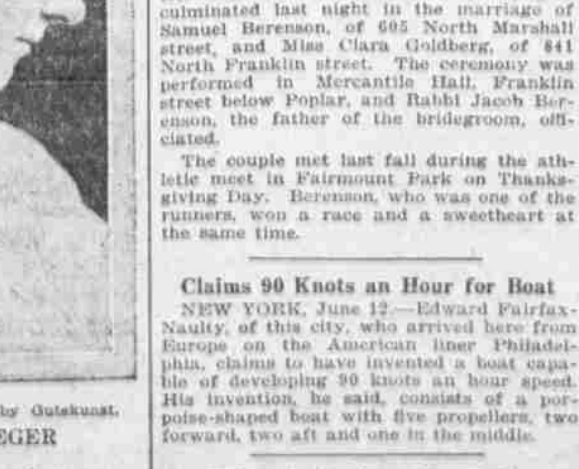 culminated last night in the marriage of
Samuel Berenson, of 605 North Marshall
street, and Miss Clara Goldberg, of 841
North Franklin street. The ceremony was
performed in Mercantile Hall, Franklin
street below Poplar, and Rabbi Jacob Ber-
enson, the father of the bridegroom, offi-
ciated.
The couple met last fall during the ath-
letic meet in Fairmount Park on Thanks-
giving Day. Berenson, who was one of the
runners, won a race and a sweetheart at
the same time.
Claims 90 Knots an Hour for Boat
NEW YORK, June 12.—Edward Fairfax-
Naulty, of this city, who arrived here from
Europe on the American liner Philadel-
phia, claims to have invented a boat capa-
ble of developing 90 knots an hour speed.
His invention, he said, consists of a por-
poise-shaped boat with five propellers, two
forward, two aft and one in the middle.
by Gutekunst.
EGER